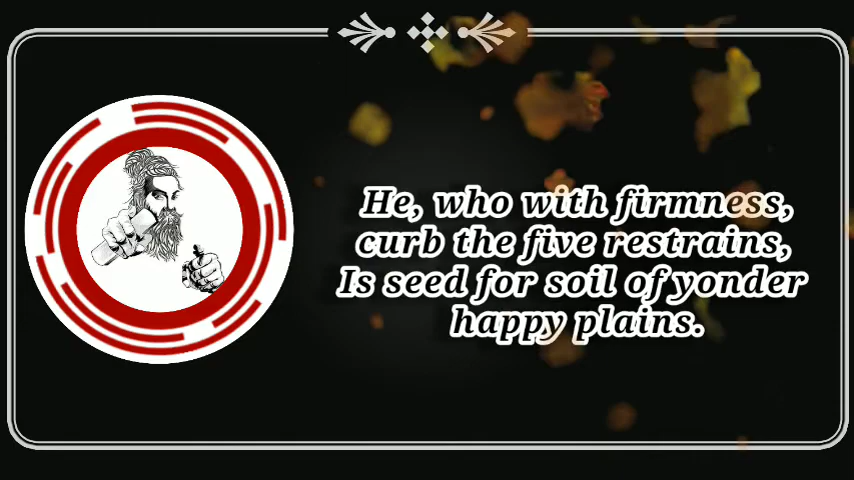 He, who with firmness,
curb the five restrains,
Is seed for soil of yonder
happy plains.